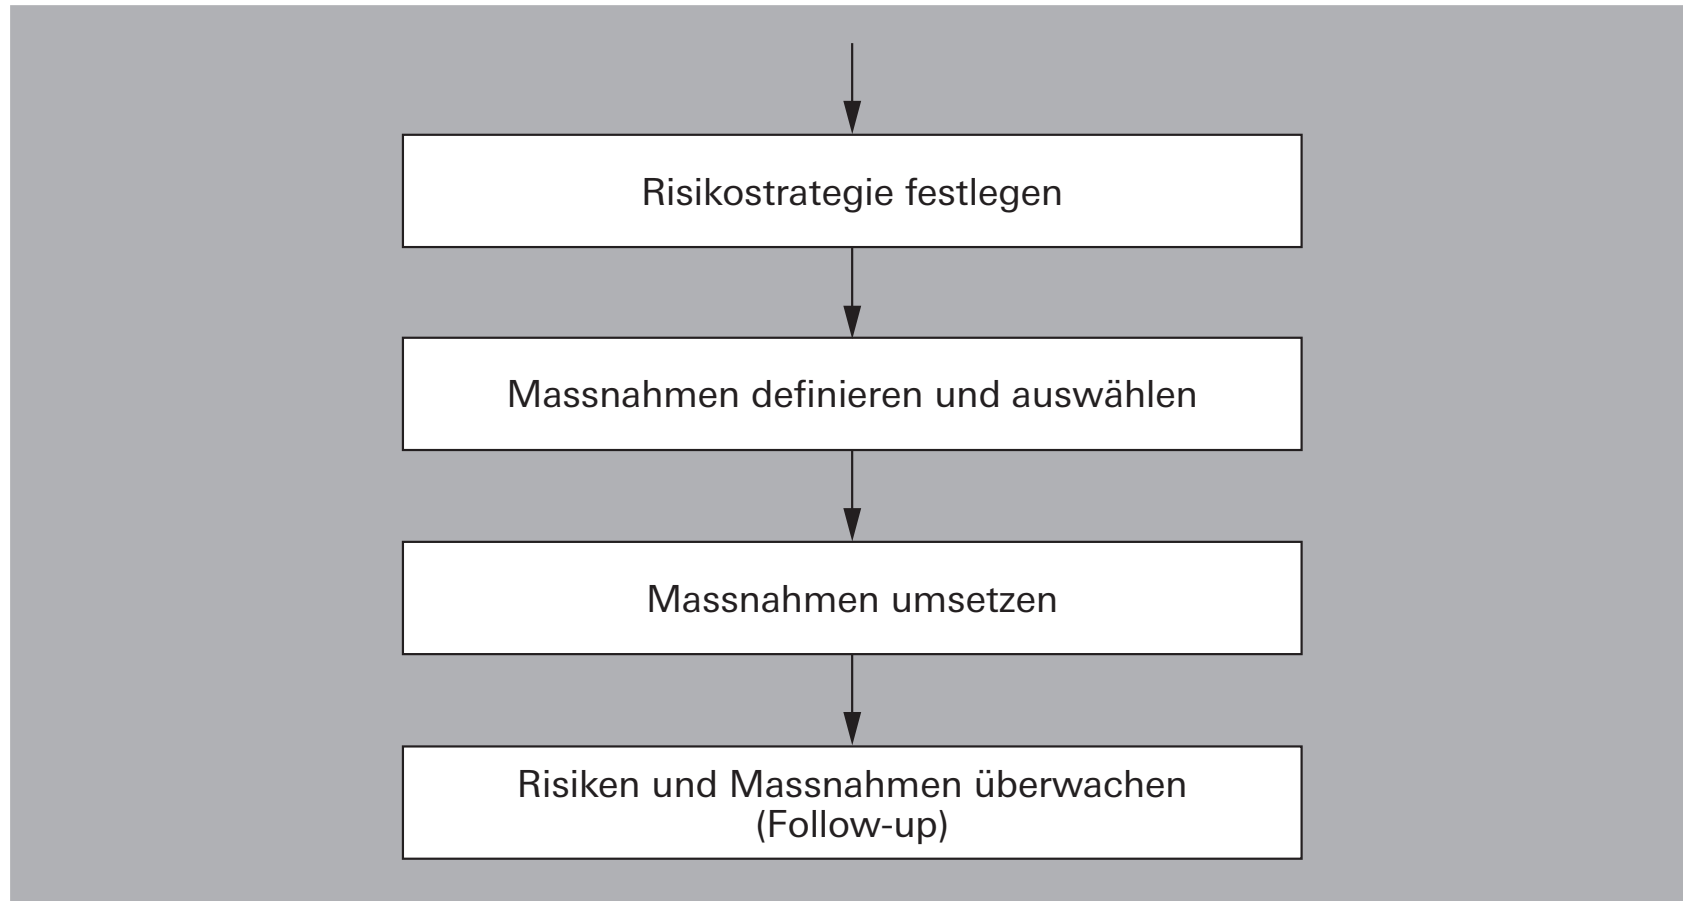 Risikostrategie festlegen
Massnahmen definieren und auswählen
Massnahmen umsetzen
Risiken und Massnahmen überwachen
(Follow-up)